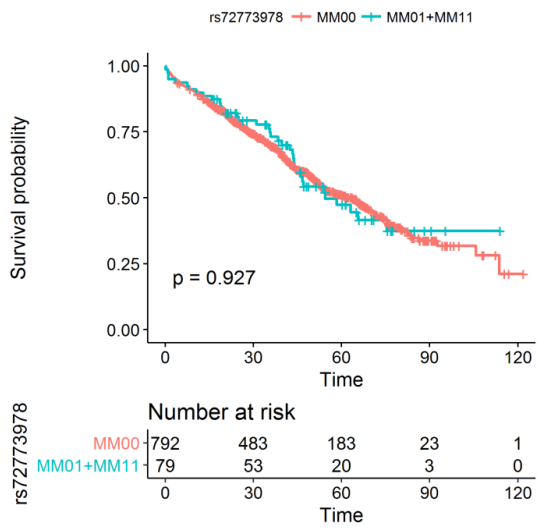 rs72773978 MM00 MM01+MM11
Survival probability
1.00
0.75
0.50
0.25
0.00
p = 0.927
0 30 60 90 120
Time
rs72773978
Number at risk
MM00 792 483 183 23 1
MM01+MM11 79 53 20 3 0
0 30 60 90 120
Time